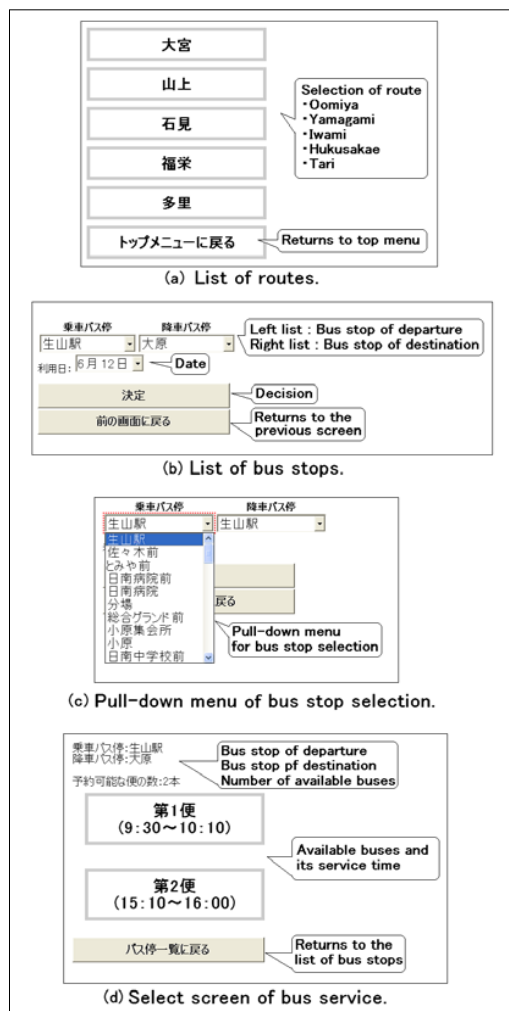 大宮
山上
石見
福栄
多里
トップメニューに戻る
Selection of route
・Oomiya
・Yamagami
・Iwami
・Hukusakae
・Tari
Returns to top menu
(a) List of routes.
乗車バス停 降車バス停
生山駅 大原
利用日: 6月12日
決定
前の画面に戻る
Left list : Bus stop of departure
Right list : Bus stop of destination
Date
Decision
Returns to the
previous screen
(b) List of bus stops.
乗車バス停 降車バス停
生山駅 生山駅
生山駅
佐々木前
とみや前
日南病院前
日南病院
分場
総合グランド前
小原集会所
小原
日南中学校前
戻る
Pull-down menu
for bus stop selection
(c) Pull-down menu of bus stop selection.
乗車バス停:生山駅
降車バス停:大原
予約可能な便の数:2本
Bus stop of departure
Bus stop pf destination
Number of available buses
第1便
(9:30～10:10)
第2便
(15:10～16:00)
Available buses and
its service time
バス停一覧に戻る
Returns to the
list of bus stops
(d) Select screen of bus service.